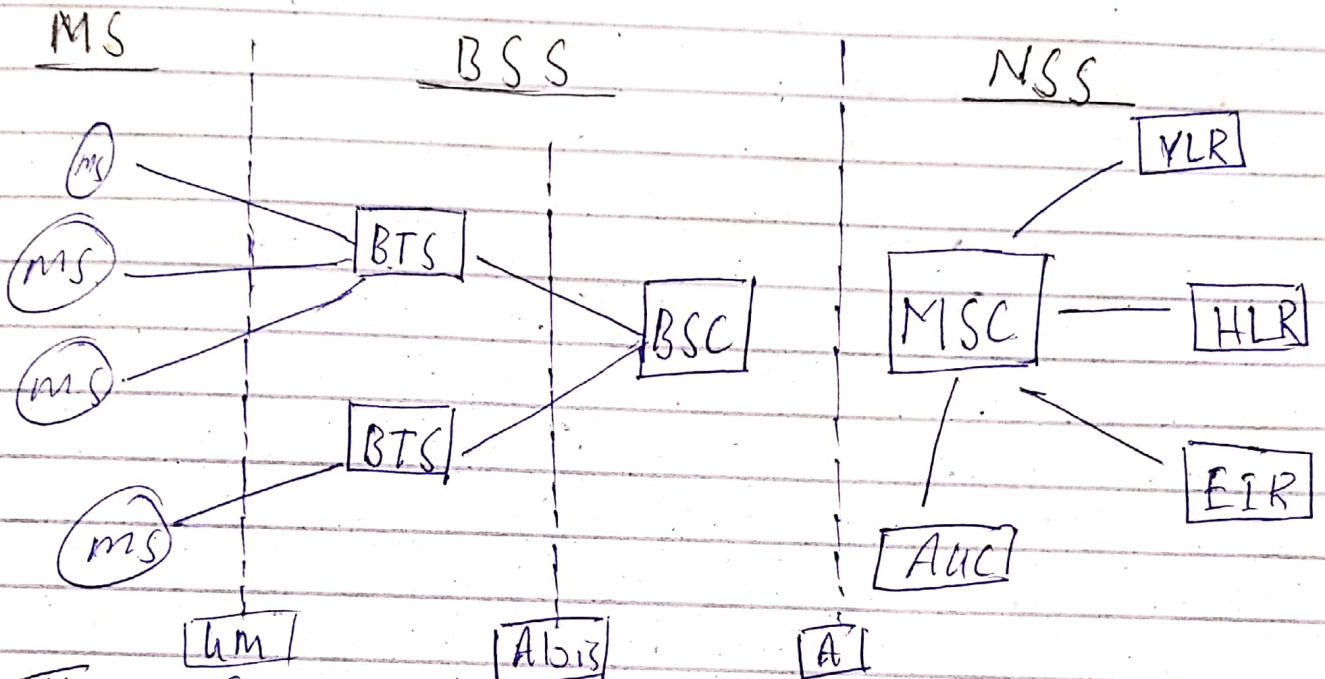 MS BSS NSS
VLR
MS
MS BTS
MSC HLR
BSC
MS
BTS
EIR
MS
AUC
Um Abis A